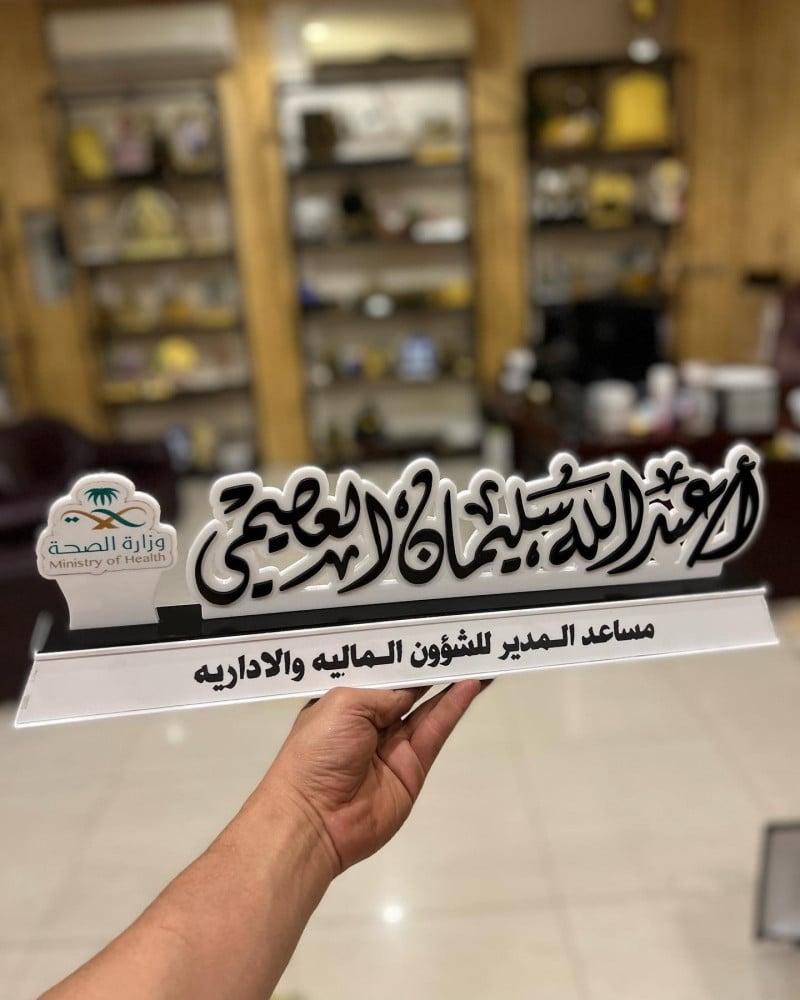 أ. عبدالله سليمان العصيمي
وزارة الصحة
Ministry of Health
مساعد المدير للشؤون الماليه والاداريه